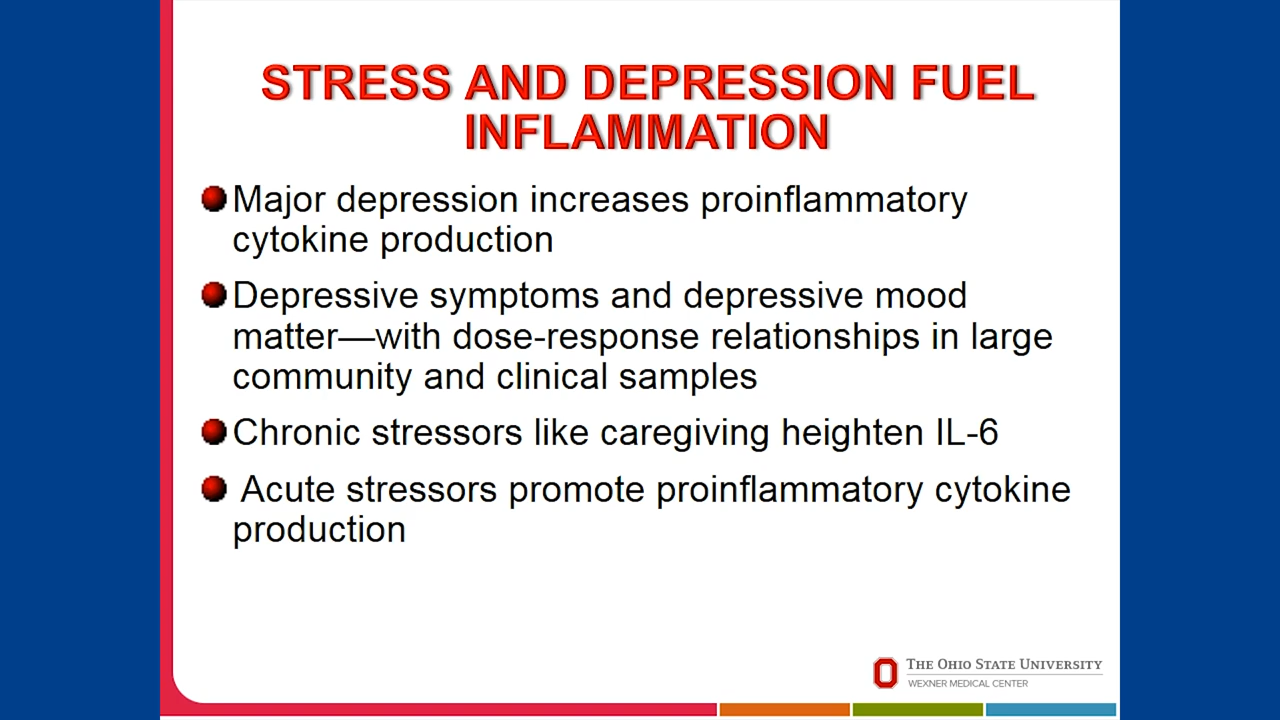 STRESS AND DEPRESSION FUEL
INFLAMMATION
Major depression increases proinflammatory
cytokine production
Depressive symptoms and depressive mood
matter—with dose-response relationships in large
community and clinical samples
Chronic stressors like caregiving heighten IL-6
Acute stressors promote proinflammatory cytokine
production
THE OHIO STATE UNIVERSITY
WEXNER MEDICAL CENTER